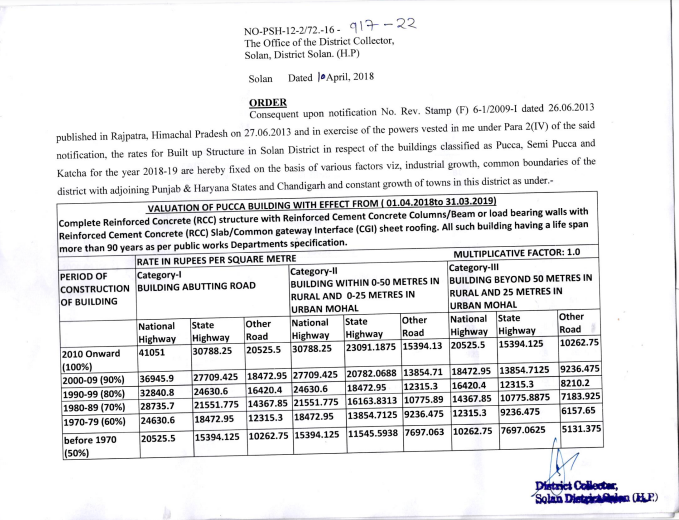 NO-PSH-12-2/72.-16 - 917-22
The Office of the District Collector,
Solan, District Solan. (H.P)
Solan Dated 10 April, 2018
ORDER
Consequent upon notification No. Rev. Stamp (F) 6-1/2009-I dated 26.06.2013
published in Rajpatra, Himachal Pradesh on 27.06.2013 and in exercise of the powers vested in me under Para 2(IV) of the said
notification, the rates for Built up Structure in Solan District in respect of the buildings classified as Pucca, Semi Pucca and
Katcha for the year 2018-19 are hereby fixed on the basis of various factors viz, industrial growth, common boundaries of the
district with adjoining Punjab & Haryana States and Chandigarh and constant growth of towns in this district as under.-
VALUATION OF PUCCA BUILDING WITH EFFECT FROM ( 01.04.2018to 31.03.2019)
Complete Reinforced Concrete (RCC) structure with Reinforced Cement Concrete Columns/Beam or load bearing walls with
Reinforced Cement Concrete (RCC) Slab/Common gateway Interface (CGI) sheet roofing. All such building having a life span
more than 90 years as per public works Departments specification.
RATE IN RUPEES PER SQUARE METRE MULTIPLICATIVE FACTOR: 1.0
PERIOD OF CONSTRUCTION OF BUILDING
Category-I
BUILDING ABUTTING ROAD
Category-II
BUILDING WITHIN 0-50 METRES IN
RURAL AND 0-25 METRES IN
URBAN MOHAL
Category-III
BUILDING BEYOND 50 METRES IN
RURAL AND 25 METRES IN
URBAN MOHAL
National Highway State Highway Other Road National Highway State Highway Other Road National Highway State Highway Other Road
2010 Onward (100%) 41051 30788.25 20525.5 30788.25 23091.1875 15394.13 20525.5 15394.125 10262.75
2000-09 (90%) 36945.9 27709.425 18472.95 27709.425 20782.0688 13854.71 18472.95 13854.7125 9236.475
1990-99 (80%) 32840.8 24630.6 16420.4 24630.6 18472.95 12315.3 16420.4 12315.3 8210.2
1980-89 (70%) 28735.7 21551.775 14367.85 21551.775 16163.8313 10775.89 14367.85 10775.8875 7183.925
1970-79 (60%) 24630.6 18472.95 12315.3 18472.95 13854.7125 9236.475 12315.3 9236.475 6157.65
before 1970 (50%) 20525.5 15394.125 10262.75 15394.125 11545.5938 7697.063 10262.75 7697.0625 5131.375
District Collector,
Solan District Solan (H.P.)